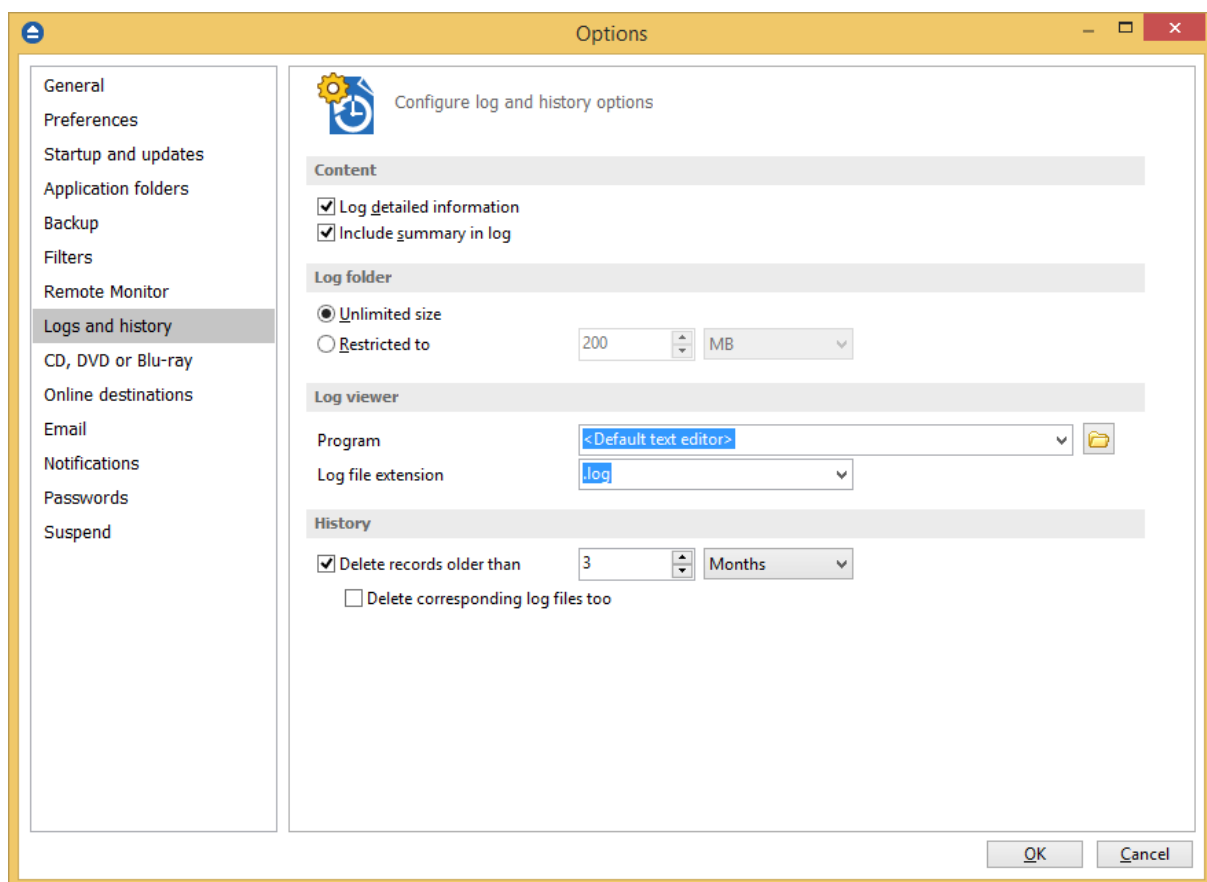 Options
General
Preferences
Startup and updates
Application folders
Backup
Filters
Remote Monitor
Logs and history
CD, DVD or Blu-ray
Online destinations
Email
Notifications
Passwords
Suspend
Configure log and history options
Content
Log detailed information
Include summary in log
Log folder
Unlimited size
Restricted to 200 MB
Log viewer
Program <Default text editor>
Log file extension .log
History
Delete records older than 3 Months
Delete corresponding log files too
OK Cancel